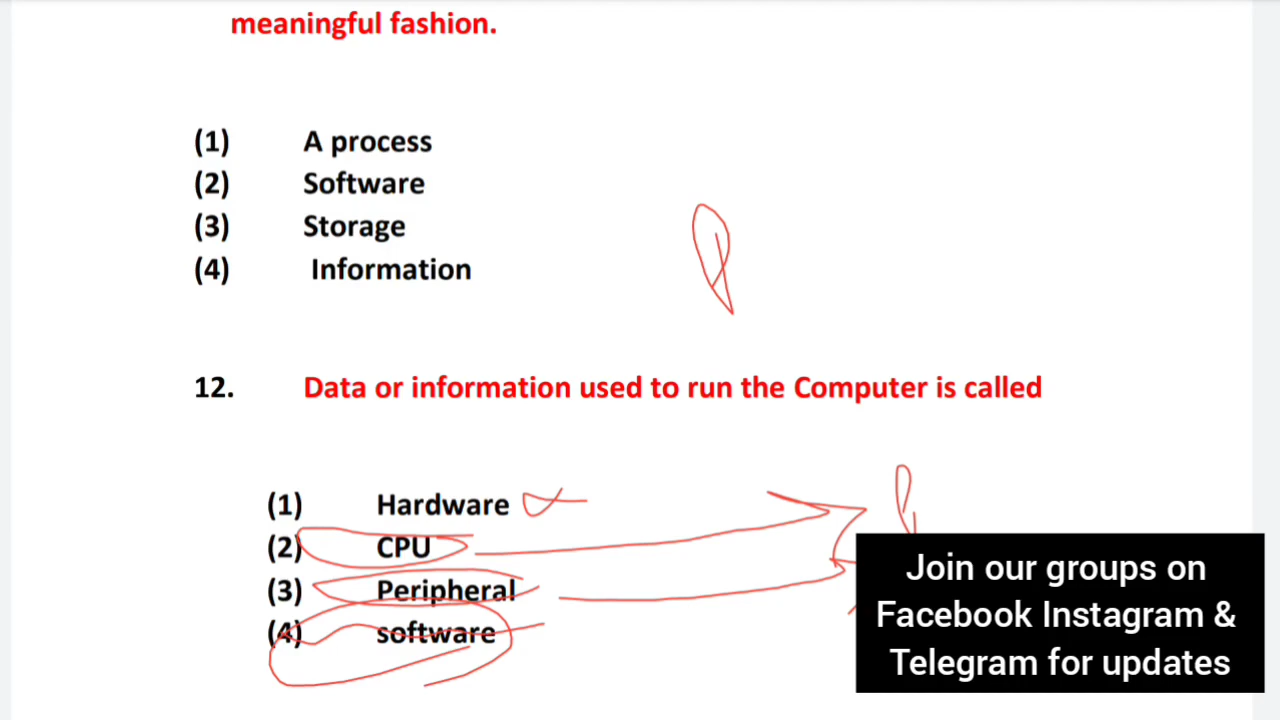 meaningful fashion.
(1) A process
(2) Software
(3) Storage
(4) Information
12. Data or information used to run the Computer is called
(1) Hardware
(2) CPU
(3) Peripheral
(4) software
Join our groups on
Facebook Instagram &
Telegram for updates